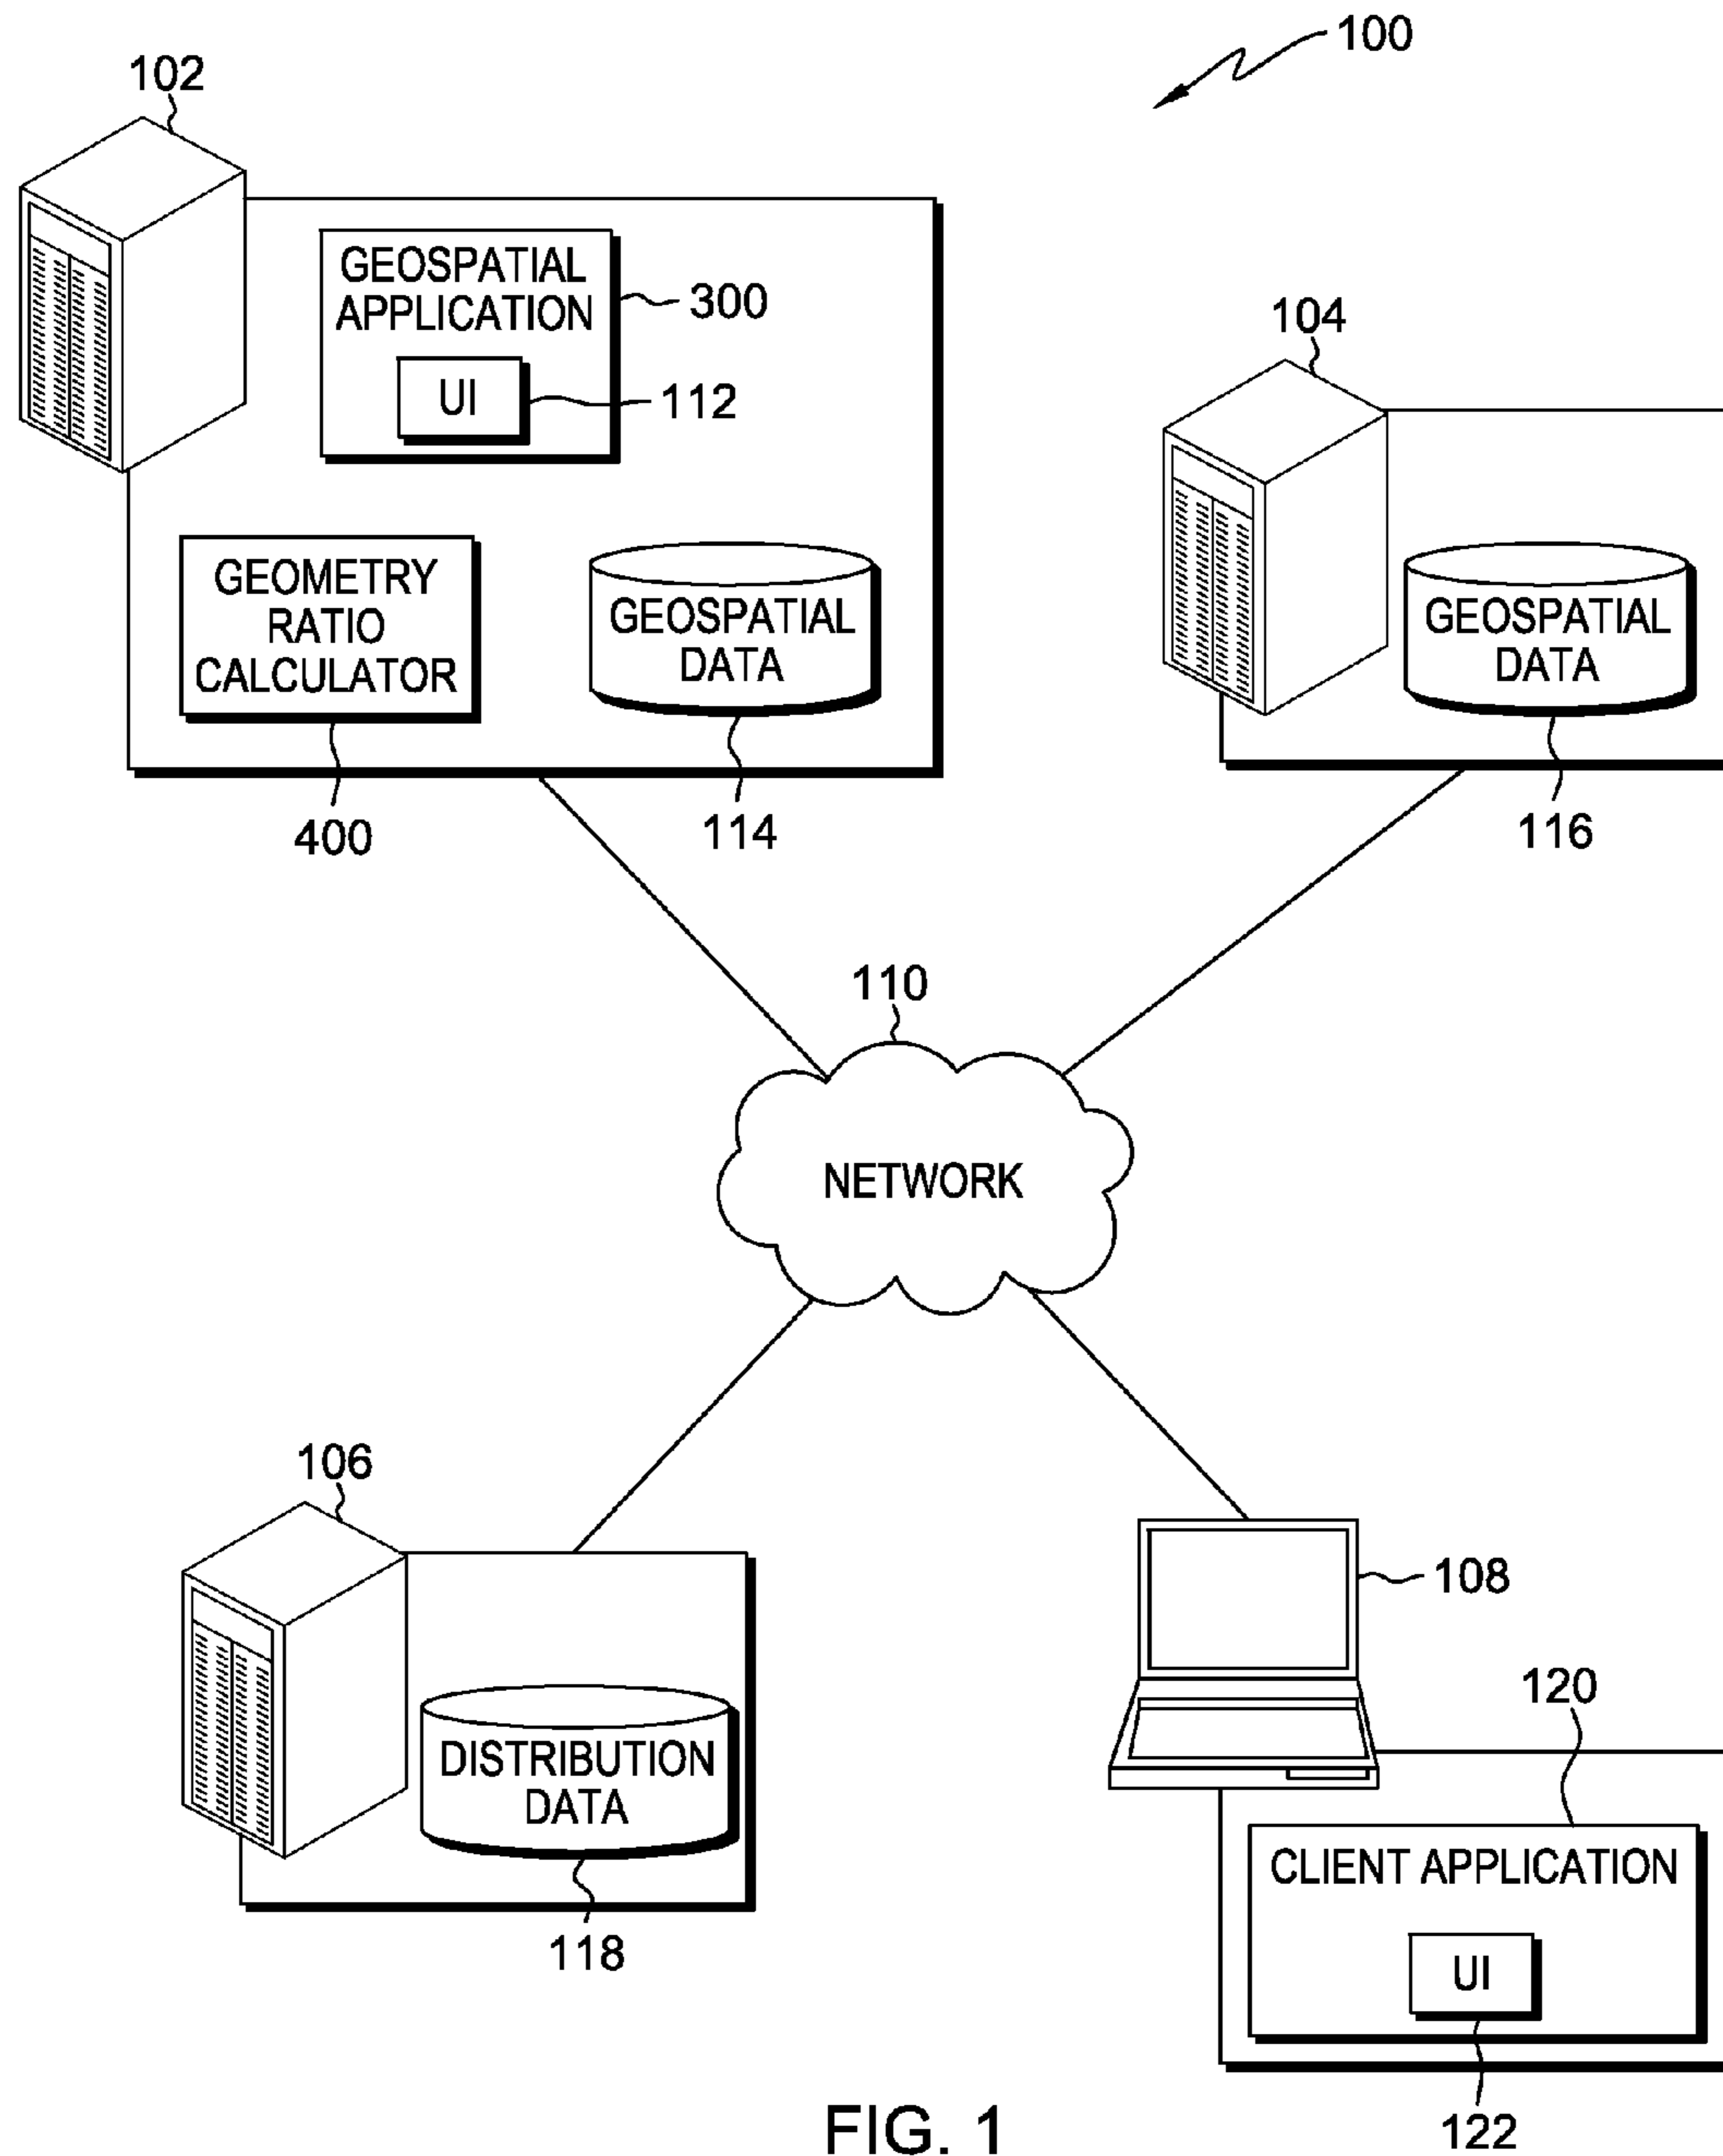 100
102
GEOSPATIAL
APPLICATION
300
UI
112
GEOMETRY
RATIO
CALCULATOR
400
GEOSPATIAL
DATA
114
104
GEOSPATIAL
DATA
116
110
NETWORK
106
DISTRIBUTION
DATA
118
108
120
CLIENT APPLICATION
UI
122
FIG. 1